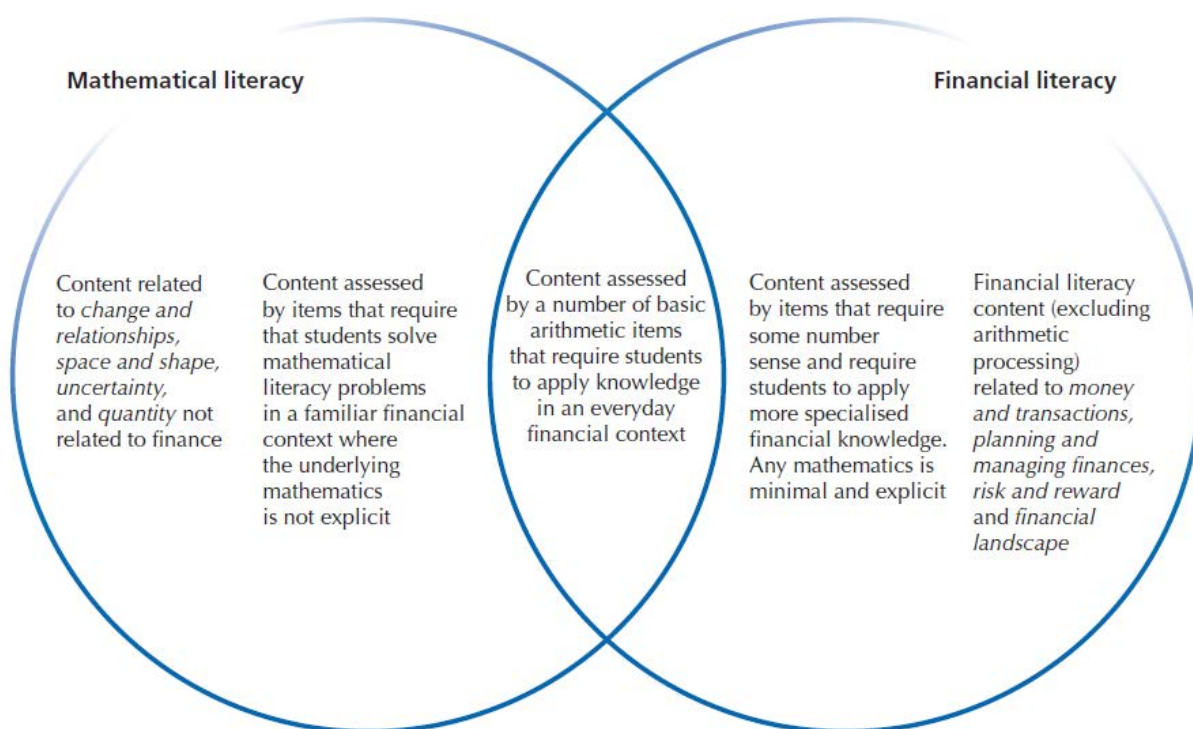 Mathematical literacy
Financial literacy
Content related
to change and
relationships,
space and shape,
uncertainty,
and quantity not
related to finance
Content assessed
by items that require
that students solve
mathematical
literacy problems
in a familiar financial
context where
the underlying
mathematics
is not explicit
Content assessed
by a number of basic
arithmetic items
that require students
to apply knowledge
in an everyday
financial context
Content assessed
by items that require
some number
sense and require
students to apply
more specialised
financial knowledge.
Any mathematics is
minimal and explicit
Financial literacy
content (excluding
arithmetic
processing)
related to money
and transactions,
planning and
managing finances,
risk and reward
and financial
landscape